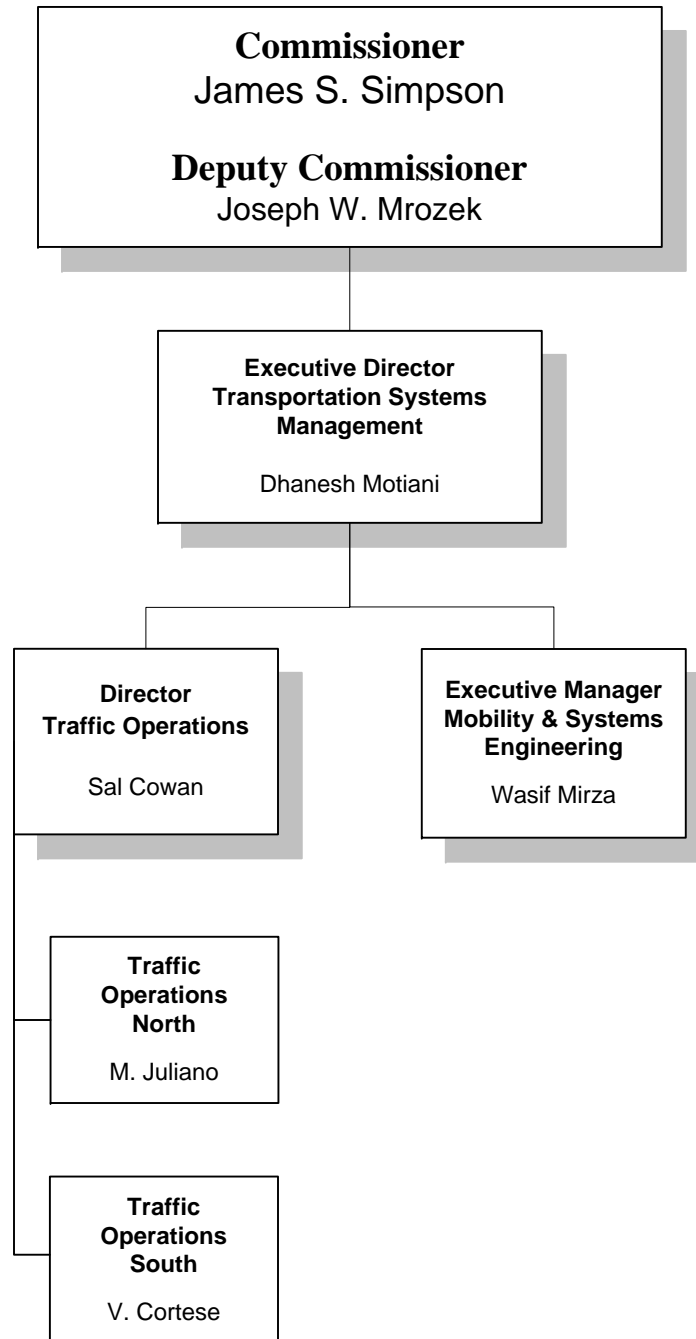 Commissioner
James S. Simpson
Deputy Commissioner
Joseph W. Mrozek
Executive Director
Transportation Systems
Management
Dhanesh Motiani
Director
Traffic Operations
Sal Cowan
Executive Manager
Mobility & Systems
Engineering
Wasif Mirza
Traffic
Operations
North
M. Juliano
Traffic
Operations
South
V. Cortese